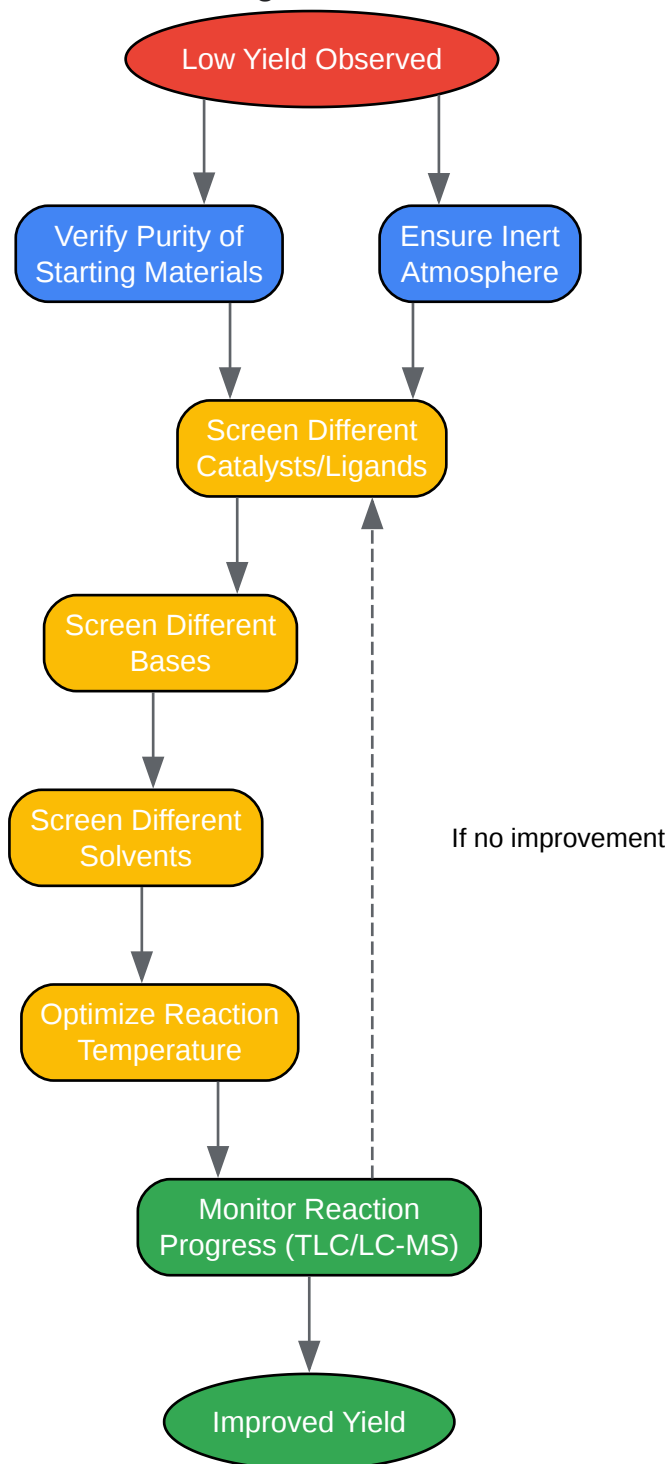 Low Yield Observed
Verify Purity of
Starting Materials
Ensure Inert
Atmosphere
Screen Different
Catalysts/Ligands
Screen Different
Bases
Screen Different
Solvents
If no improvement
Optimize Reaction
Temperature
Monitor Reaction
Progress (TLC/LC-MS)
Improved Yield